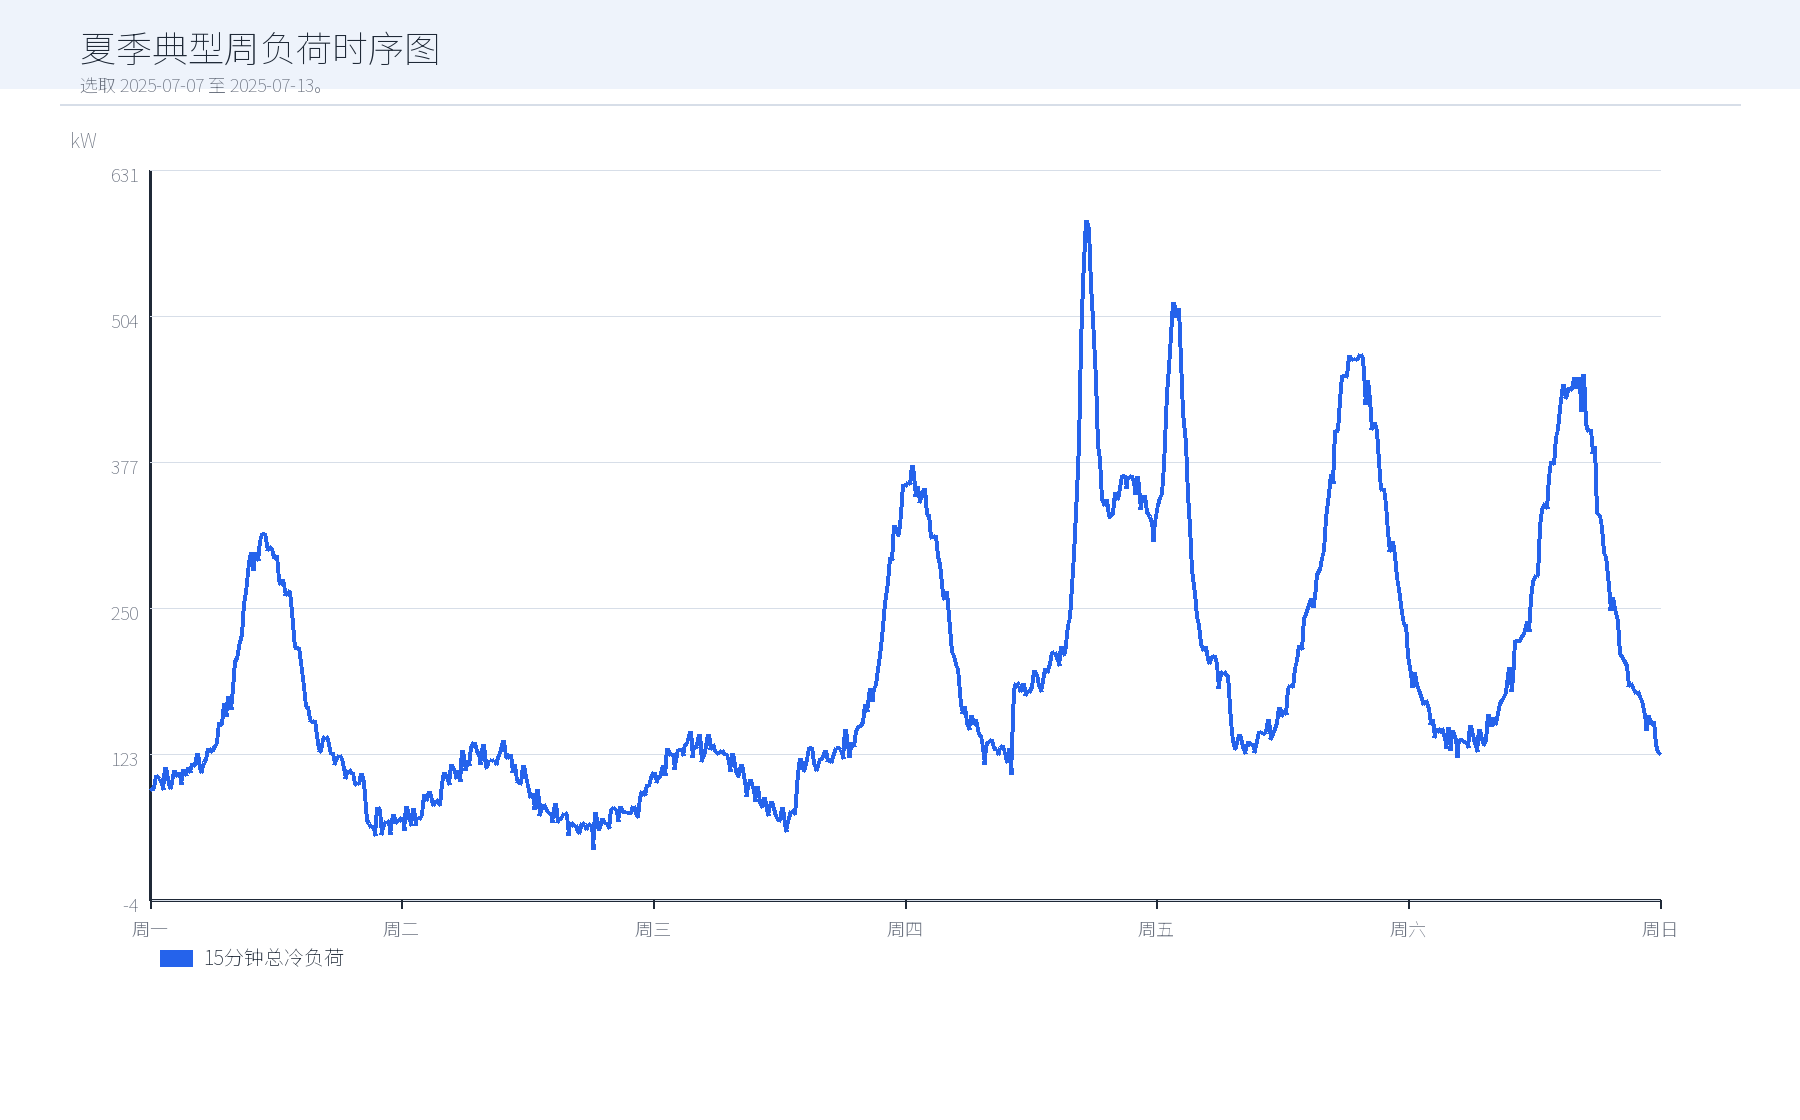 夏季典型周负荷时序图
选取 2025-07-07 至 2025-07-13。
kW
631
504
377
250
123
-4
周一 周二 周三 周四 周五 周六 周日
15分钟总冷负荷